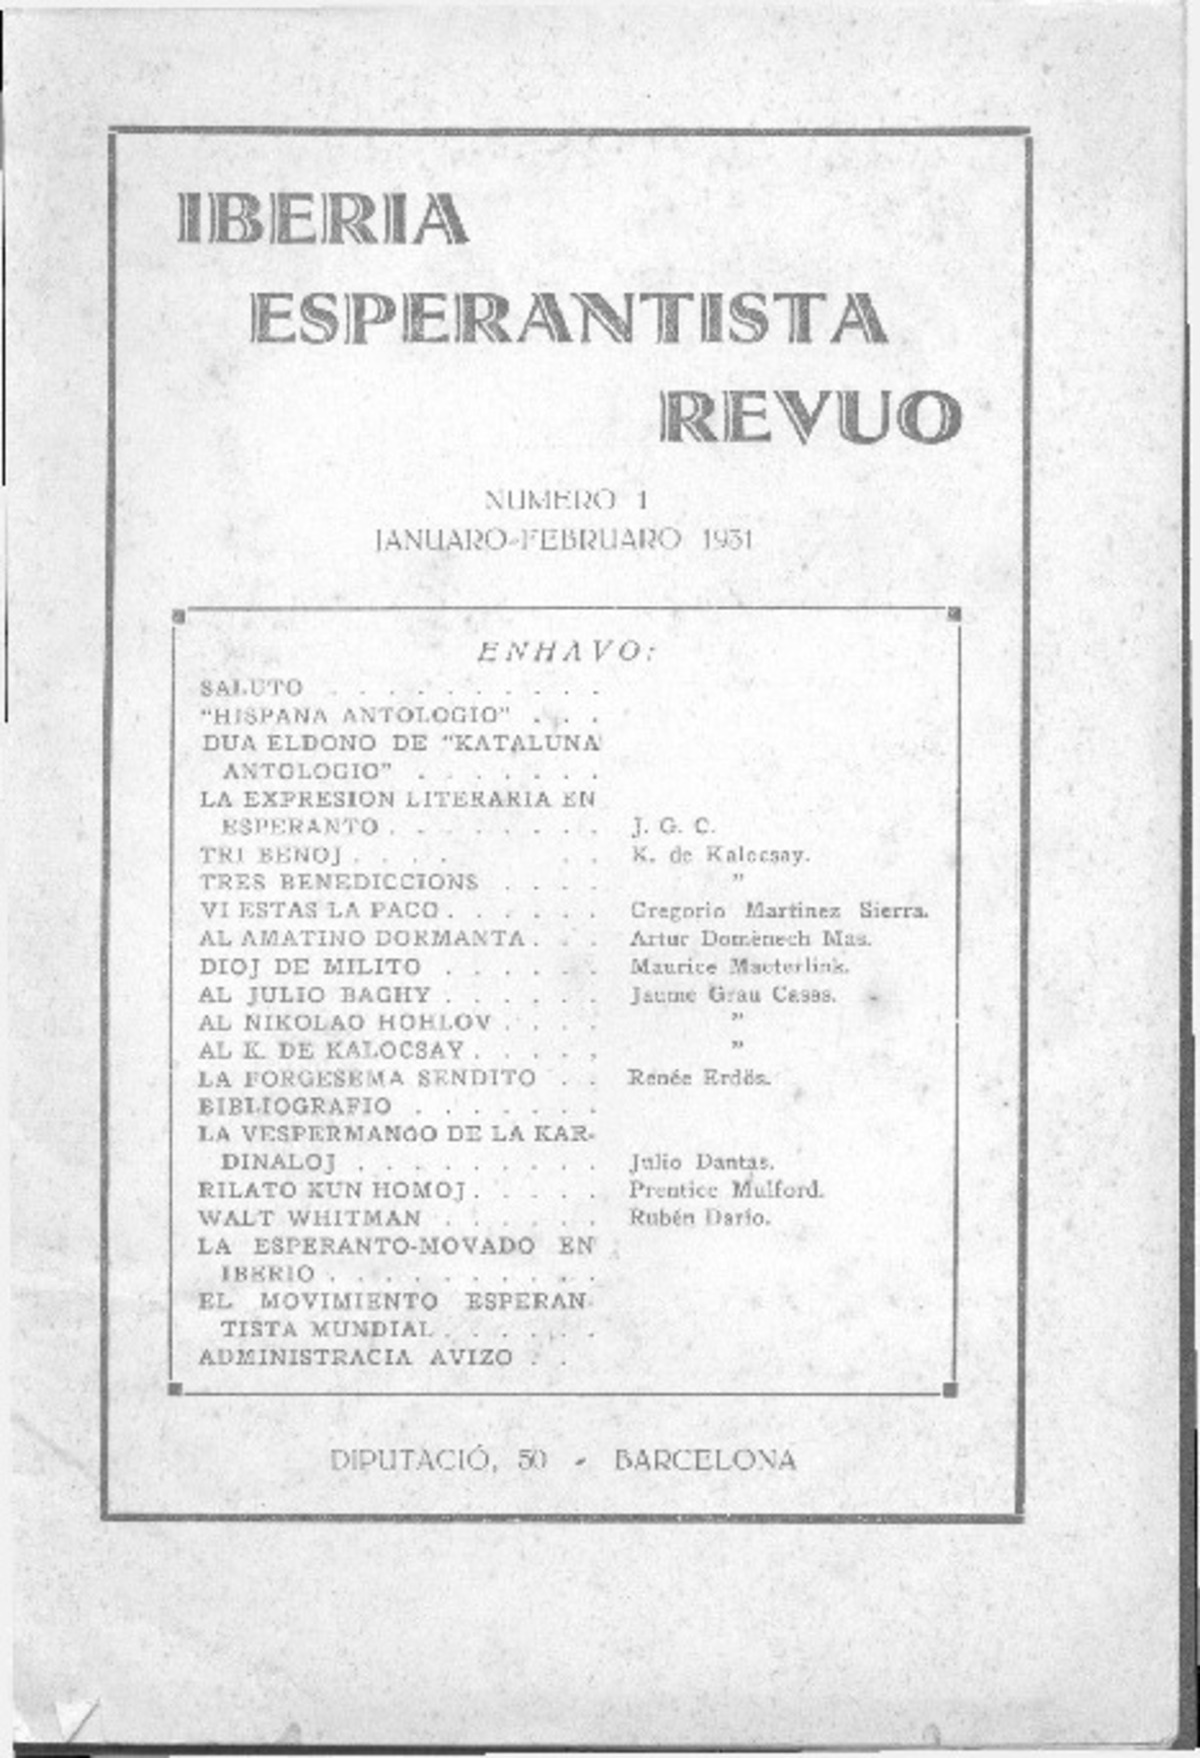 IBERIA
ESPERANTISTA
REVUO
NUMERO 1
JANUARO-FEBRUARO 1931
ENHAVO:
SALUTO . . . . . . . . . .
"HISPANA ANTOLOGIO" . . .
DUA ELDONO DE "KATALUNA
ANTOLOGIO" . . . . . . .
LA EXPRESION LITERARIA EN
ESPERANTO . . . . . . . . J. G. C.
TRI BENOJ . . . . . . K. de Kalocsay.
TRES BENEDICCIONS . . . . "
VI ESTAS LA PACO . . . . . . Gregorio Martinez Sierra.
AL AMATINO DORMANTA . . . Artur Domènech Mas.
DIOJ DE MILITO . . . . . . Maurice Maeterlink.
AL JULIO BAGHY . . . . . . Jaume Grau Casas.
AL NIKOLAO HOHLOV . . . . "
AL K. DE KALOCSAY . . . . . "
LA FORGESEMA SENDITO . . Renée Erdös.
BIBLIOGRAFIO . . . . . . .
LA VESPERMANGO DE LA KAR-
DINALOJ . . . . . . . . . Julio Dantas.
RILATO KUN HOMOJ . . . . . Prentice Mulford.
WALT WHITMAN . . . . . . Rubén Darío.
LA ESPERANTO-MOVADO EN
IBERIO . . . . . . . . . .
EL MOVIMIENTO ESPERAN-
TISTA MUNDIAL . . . . . .
ADMINISTRACIA AVIZO . .
DIPUTACIÓ, 50 - BARCELONA